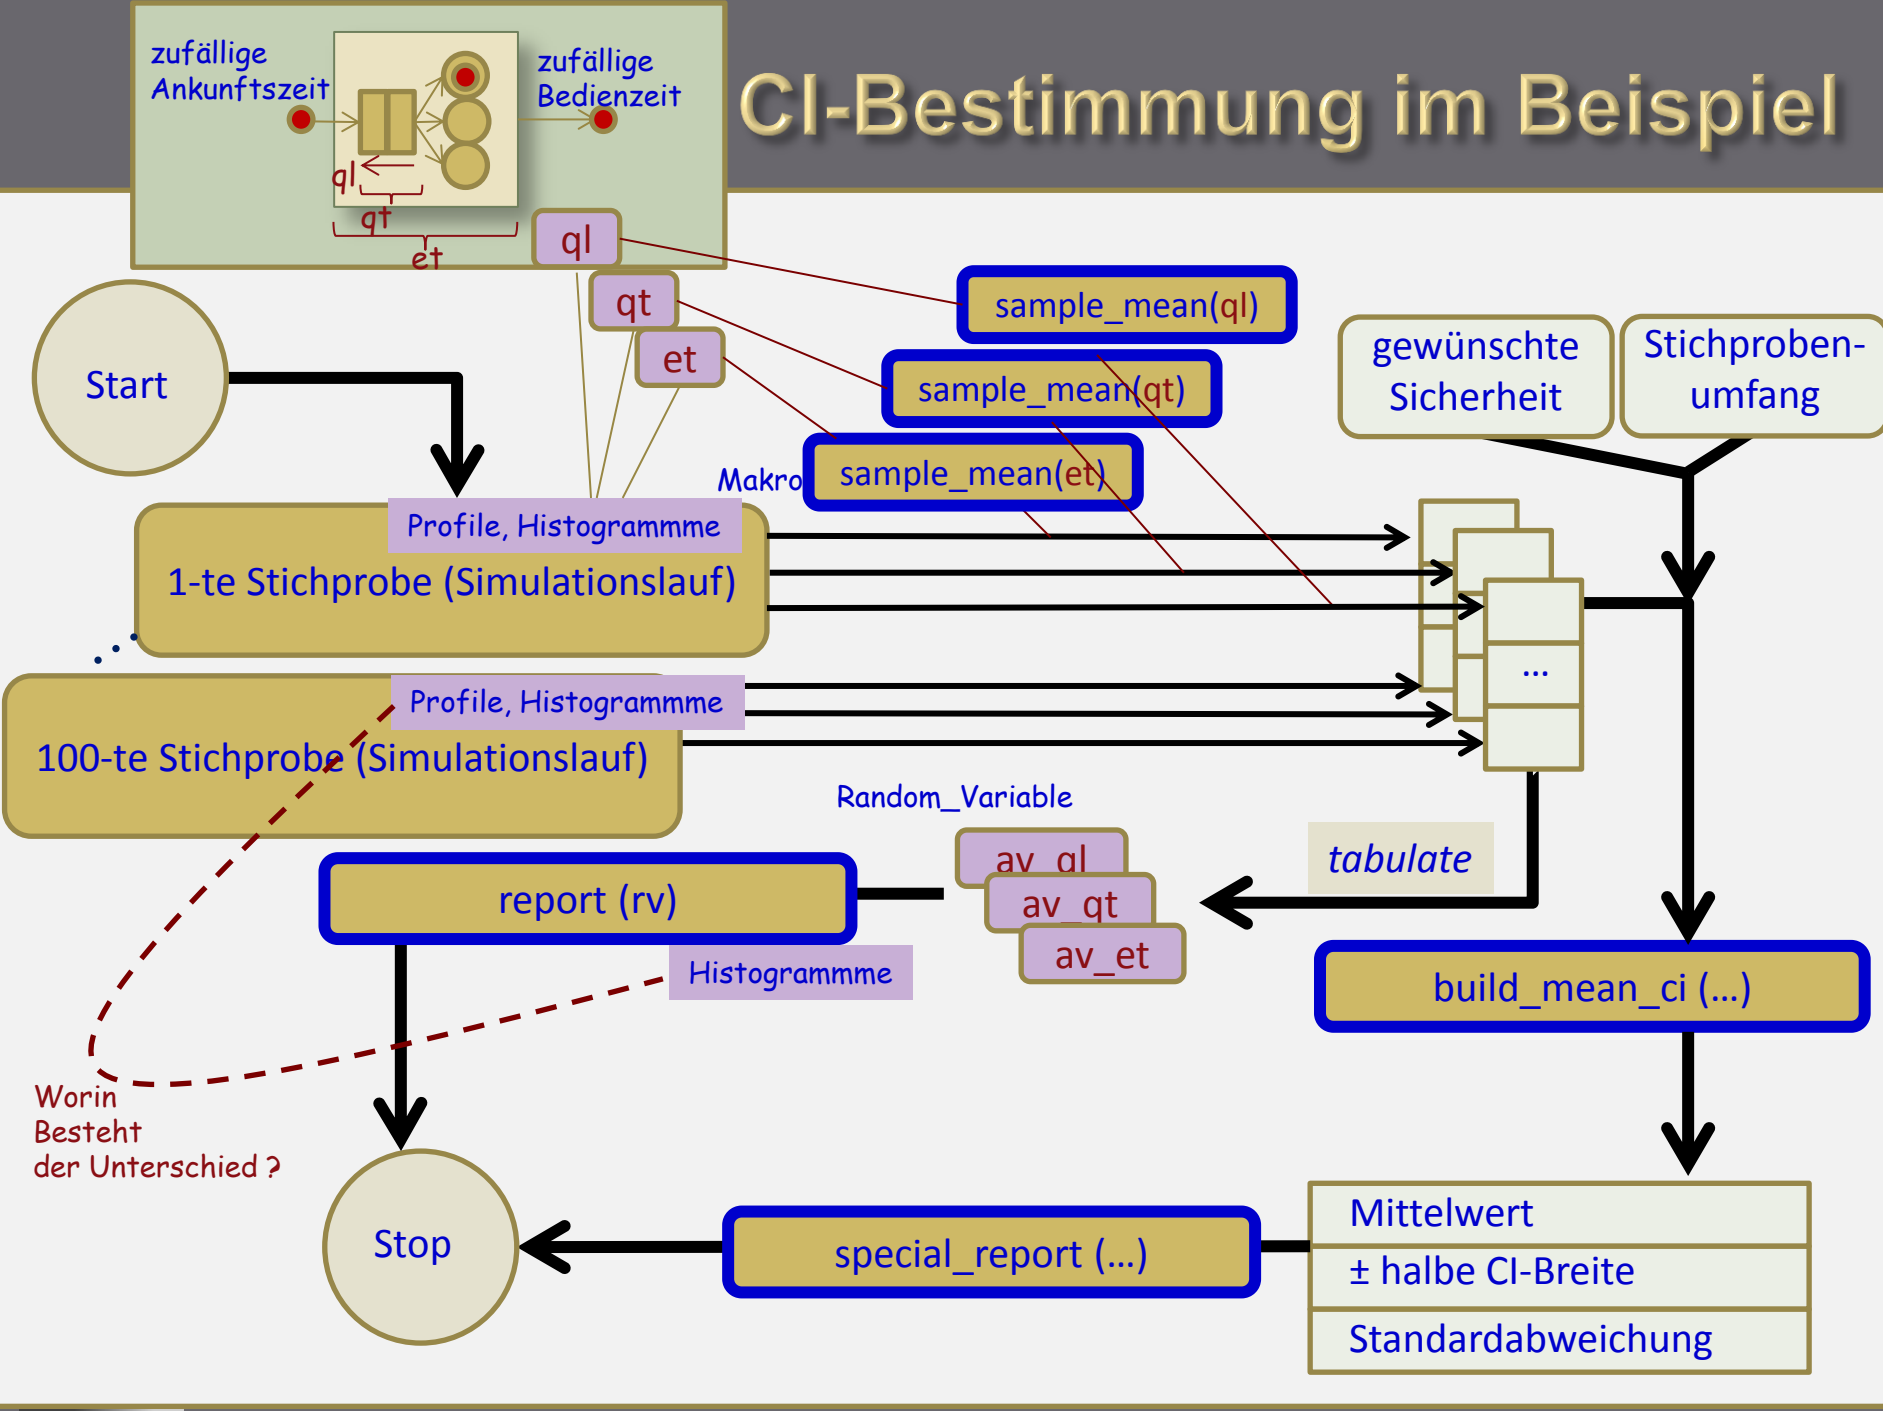 CI-Bestimmung im Beispiel
zufällige
Ankunftszeit
zufällige
Bedienzeit
ql
qt
et
ql
qt
et
sample_mean(ql)
sample_mean(qt)
Makro
sample_mean(et)
gewünschte
Sicherheit
Stichproben-
umfang
Start
Profile, Histogrammme
1-te Stichprobe (Simulationslauf)
Profile, Histogrammme
100-te Stichprobe (Simulationslauf)
...
Random_Variable
av_ql
av_qt
av_et
tabulate
report (rv)
Histogrammme
build_mean_ci (...)
Worin
Besteht
der Unterschied ?
Stop
special_report (...)
Mittelwert
± halbe CI-Breite
Standardabweichung